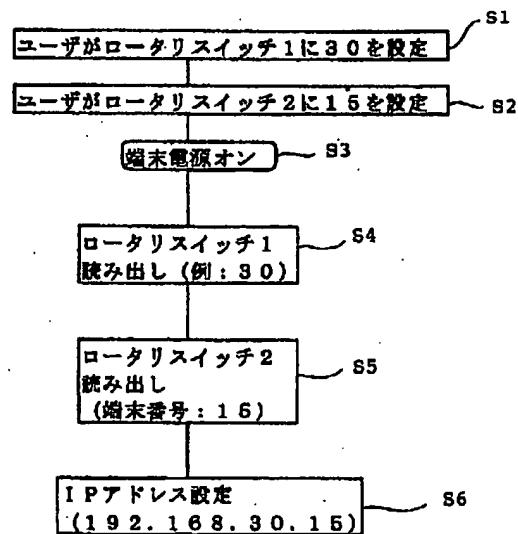 S1
ユーザがロータリスイッチ1に30を設定
ユーザがロータリスイッチ2に15を設定
S2
端末電源オン
S3
ロータリスイッチ1
読み出し(例:30)
S4
ロータリスイッチ2
読み出し
(端末番号:15)
S5
IPアドレス設定
(192.168.30.15)
S6